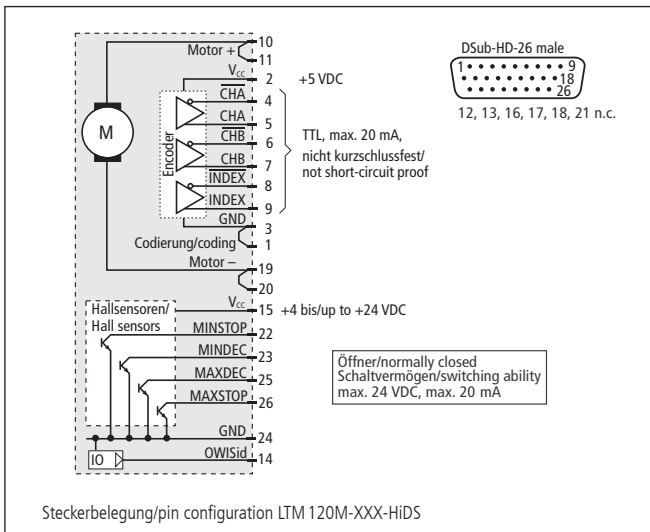 Motor + 10
11
Vcc 2 +5 VDC
C̅H̅A̅ 4
CHA 5
C̅H̅B̅ 6
CHB 7
I̅N̅D̅E̅X̅ 8
INDEX 9
GND 3
Codierung/coding 1
Motor – 19
20
M
Encoder
TTL, max. 20 mA,
nicht kurzschlussfest/
not short-circuit proof
DSub-HD-26 male
1 9
18
26
12, 13, 16, 17, 18, 21 n.c.
Hallsensoren/
Hall sensors
Vcc 15 +4 bis/up to +24 VDC
MINSTOP 22
MINDEC 23
MAXDEC 25
MAXSTOP 26
GND 24
IO OWISid 14
Öffner/normally closed
Schaltvermögen/switching ability
max. 24 VDC, max. 20 mA
Steckerbelegung/pin configuration LTM 120M-XXX-HiDS